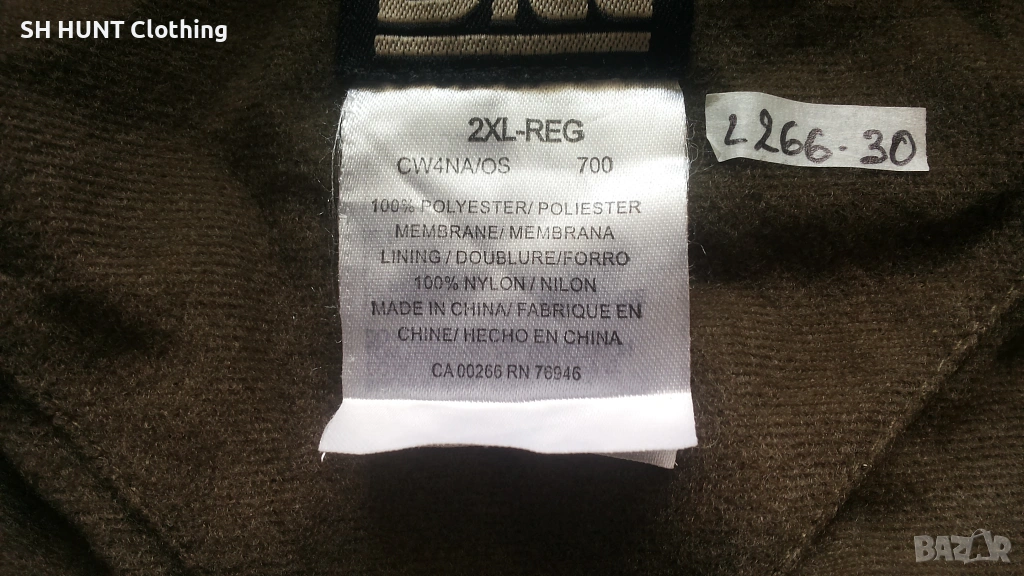 SH HUNT Clothing
2XL-REG
CW4NA/OS 700
100% POLYESTER/ POLIESTER
MEMBRANE/ MEMBRANA
LINING / DOUBLURE/FORRO
100% NYLON / NILON
MADE IN CHINA/ FABRIQUE EN
CHINE/ HECHO EN CHINA
CA 00266 RN 76946
L266-30
BAZAR